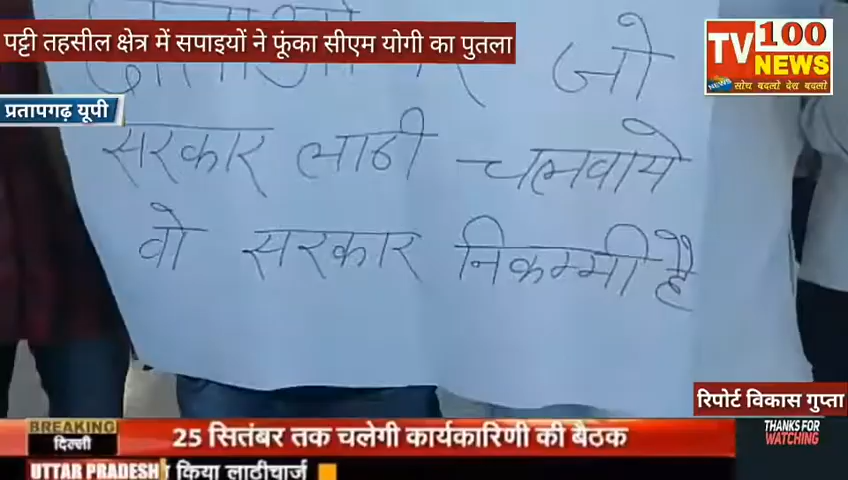 पट्टी तहसील क्षेत्र में सपाइयों ने फूंका सीएम योगी का पुतला
TV 100 NEWS
NEWS
सोच बदलो देश बदलो
प्रतापगढ़ यूपी
जो
सरकार लाठी चलवाये
वो सरकार निकम्मी है
रिपोर्ट विकास गुप्ता
BREAKING
दिल्ली
25 सितंबर तक चलेगी कार्यकारिणी की बैठक
THANKS FOR WATCHING
UTTAR PRADESH
किया लाठीचार्ज